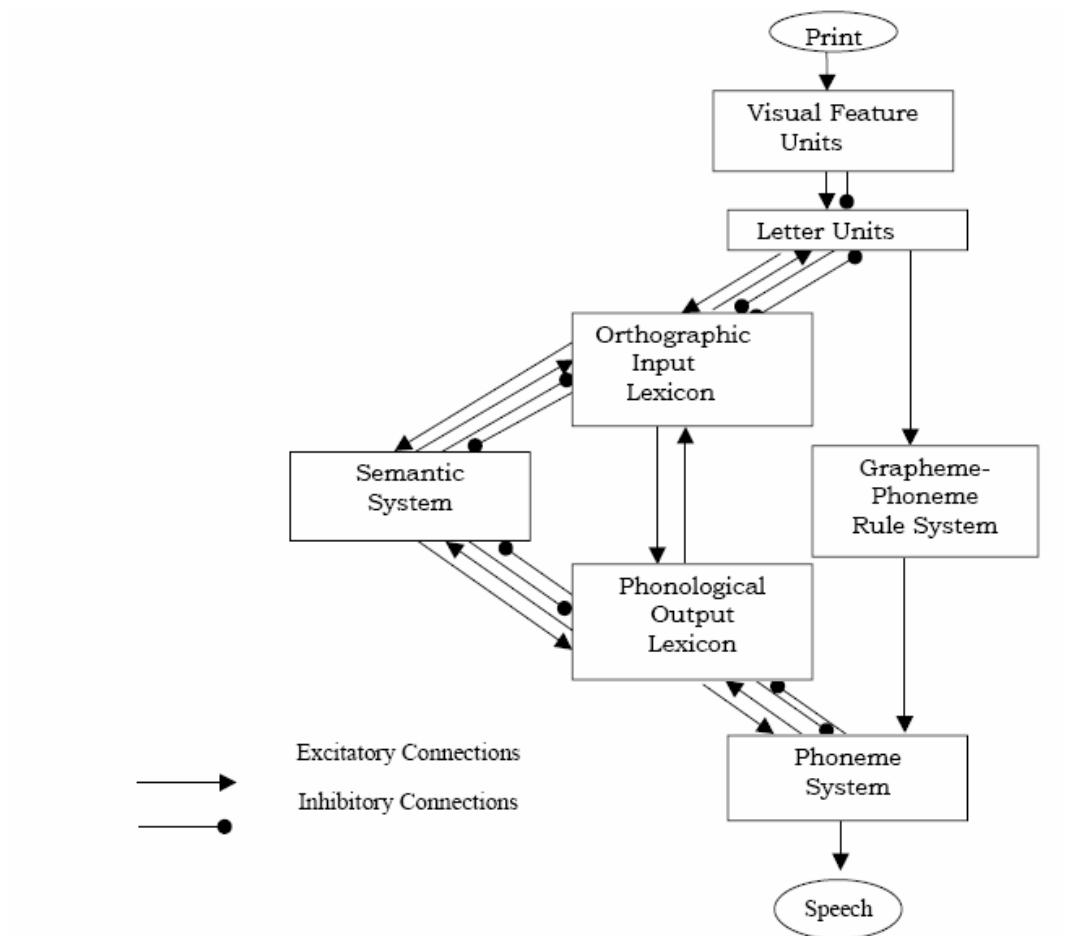 Print
Visual Feature
Units
Letter Units
Orthographic
Input
Lexicon
Semantic
System
Grapheme-
Phoneme
Rule System
Phonological
Output
Lexicon
Excitatory Connections
Phoneme
System
Inhibitory Connections
Speech